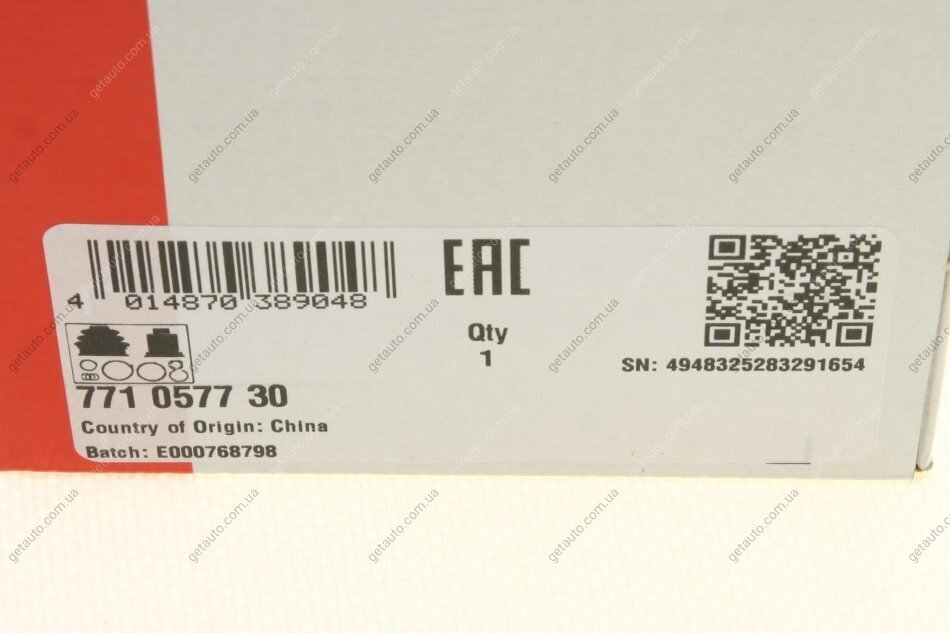 4 014870 389048
EAC
Qty
1
SN: 4948325283291654
771 0577 30
Country of Origin: China
Batch: E000768798
getauto.com.ua